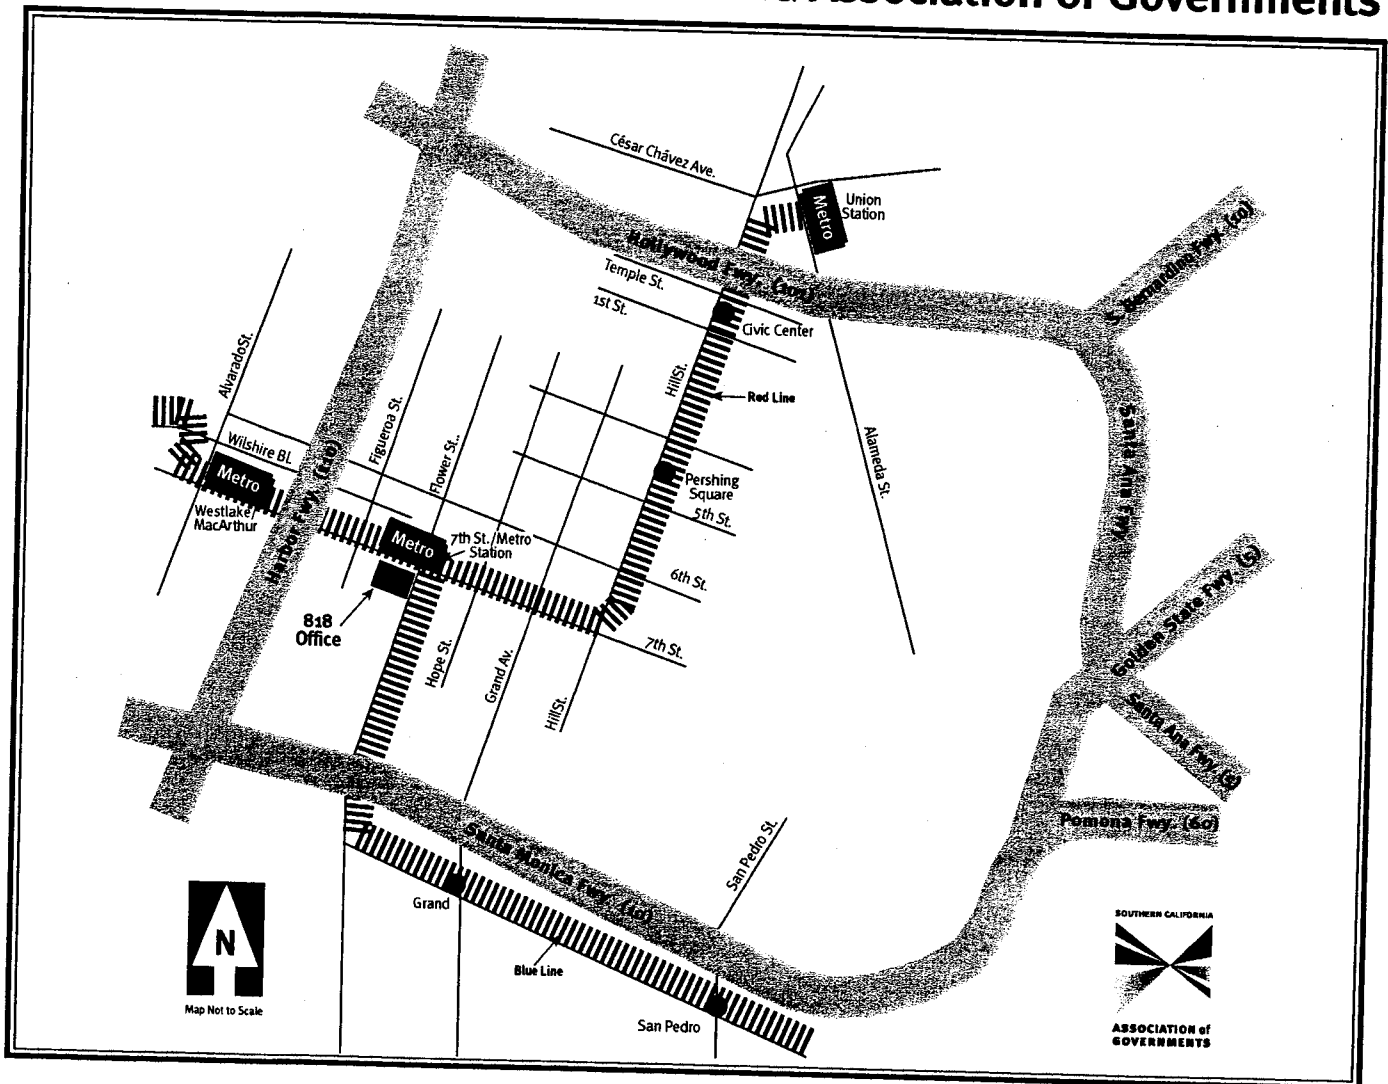 Association of Governments
César Chávez Ave.
Union
Station
Metro
S. Bernardino Fwy. (10)
Hollywood Fwy. (101)
Temple St.
1st St.
Civic Center
Alvarado St.
Hill St.
Red Line
Figueroa St.
Flower St..
Alameda St.
Santa Ana Fwy.
Wilshire Bl.
Harbor Fwy. (110)
Metro
Westlake/
MacArthur
Pershing
Square
5th St.
Metro
7th St./Metro
Station
6th St.
Golden State Fwy. (5)
818
Office
7th St.
Hope St.
Grand Av.
Hill St.
Santa Ana Fwy. (5)
Pomona Fwy. (60)
Santa Monica Fwy. (10)
San Pedro St.
Grand
N
Map Not to Scale
Blue Line
San Pedro
SOUTHERN CALIFORNIA
ASSOCIATION of
GOVERNMENTS